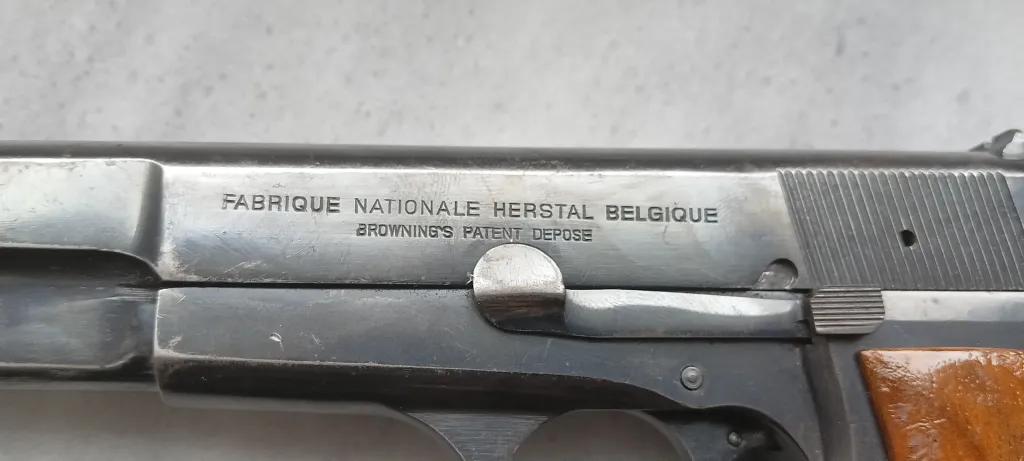 FABRIQUE NATIONALE HERSTAL BELGIQUE
BROWNING'S PATENT DEPOSE